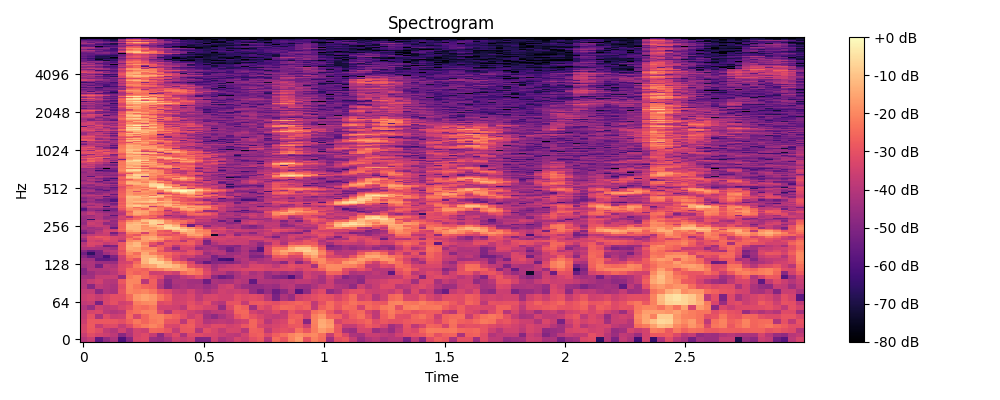 Spectrogram
Hz
4096
2048
1024
512
256
128
64
0
0
0.5
1
1.5
2
2.5
Time
+0 dB
-10 dB
-20 dB
-30 dB
-40 dB
-50 dB
-60 dB
-70 dB
-80 dB